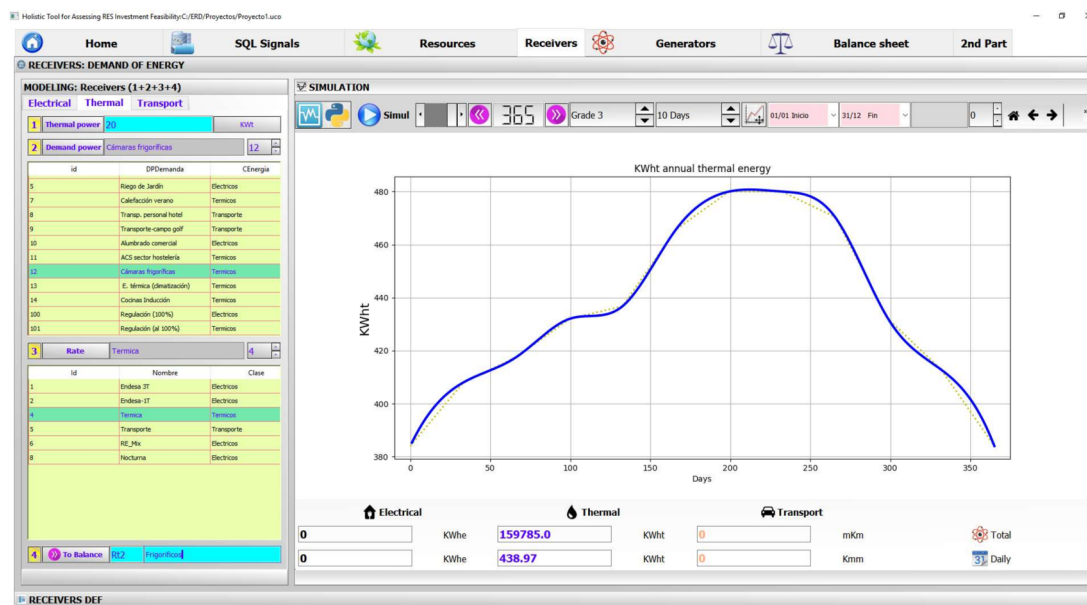 Holistic Tool for Assessing RES Investment Feasibility:C:/ERD/Proyectos/Proyecto1.uco
Home SQL Signals Resources Receivers Generators Balance sheet 2nd Part
RECEIVERS: DEMAND OF ENERGY
MODELING: Receivers (1+2+3+4)
Electrical Thermal Transport
1 Thermal power 20 KWt
2 Demand power Cámaras frigoríficas 12
id DPDemanda CEnergia
5 Riego de Jardín Electricos
7 Calefacción verano Termicos
8 Transp. personal hotel Transporte
9 Transporte-campo golf Transporte
10 Alumbrado comercial Electricos
11 ACS sector hostelería Termicos
12 Cámaras frigoríficas Termicos
13 E. térmica (climatización) Termicos
14 Cocinas Inducción Termicos
100 Regulación (100%) Electricos
101 Regulación (al 100%) Termicos
3 Rate Termica 4
Id Nombre Clase
1 Endesa 3T Electricos
2 Endesa-1T Electricos
4 Termica Termicos
5 Transporte Transporte
6 RE_Mix Electricos
8 Nocturna Electricos
4 To Balance Rt2 Frigoríficos
SIMULATION
Simul 365 Grade 3 10 Days 01/01 Inicio 31/12 Fin 0
KWht annual thermal energy
KWht
480
460
440
420
400
380
0 50 100 150 200 250 300 350
Days
Electrical Thermal Transport
0 KWhe 159785.0 KWht 0 mKm Total
0 KWhe 438.97 KWht 0 Kmm 31 Daily
RECEIVERS DEF